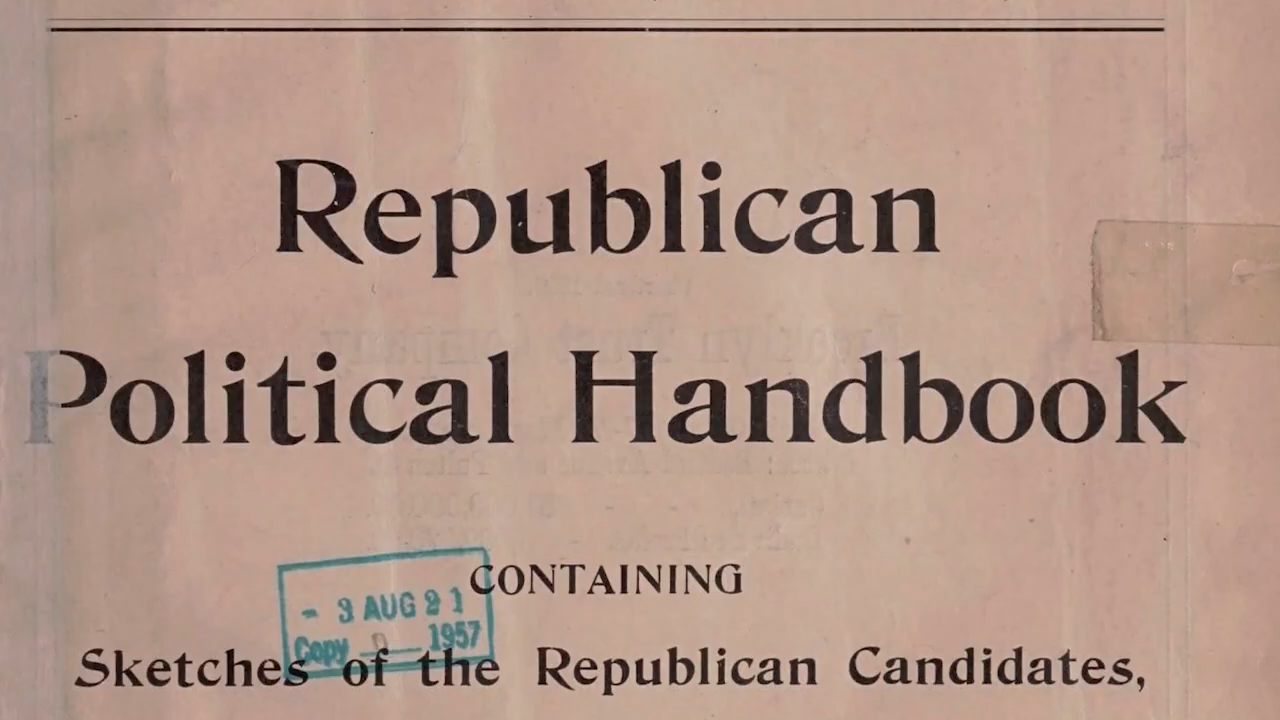 Republican
Political Handbook
CONTAINING
- 3 AUG 21
Copy 1957
Sketches of the Republican Candidates,